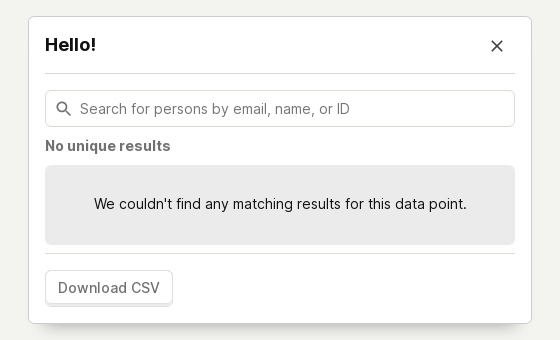 Hello!
Search for persons by email, name, or ID
No unique results
We couldn't find any matching results for this data point.
Download CSV